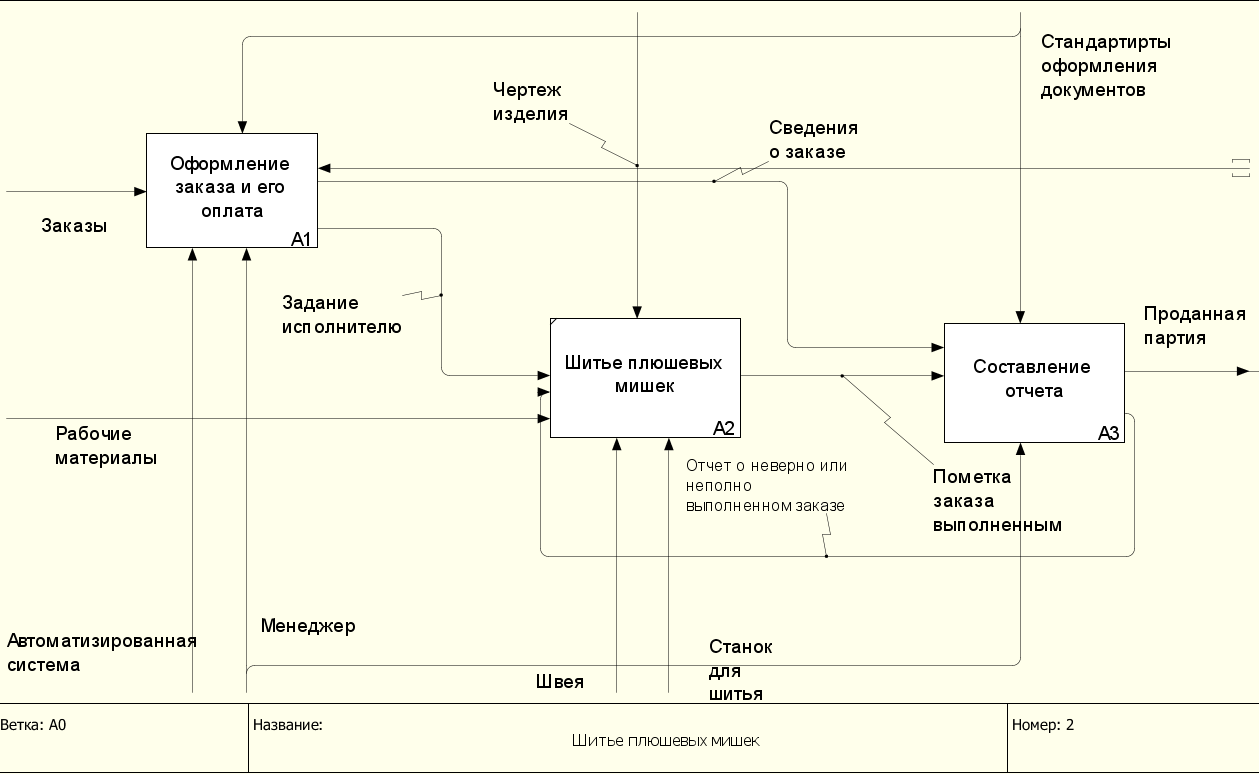 Стандартирты
оформления
документов
Чертеж
изделия
Сведения
о заказе
Оформление
заказа и его
оплата
A1
Заказы
Задание
исполнителю
Проданная
партия
Шитье плюшевых
мишек
A2
Составление
отчета
A3
Рабочие
материалы
Отчет о неверно или
неполно
выполненном заказе
Пометка
заказа
выполненным
Автоматизированная
система
Менеджер
Швея
Станок
для
шитья
Ветка: A0
Название:
Шитье плюшевых мишек
Номер: 2